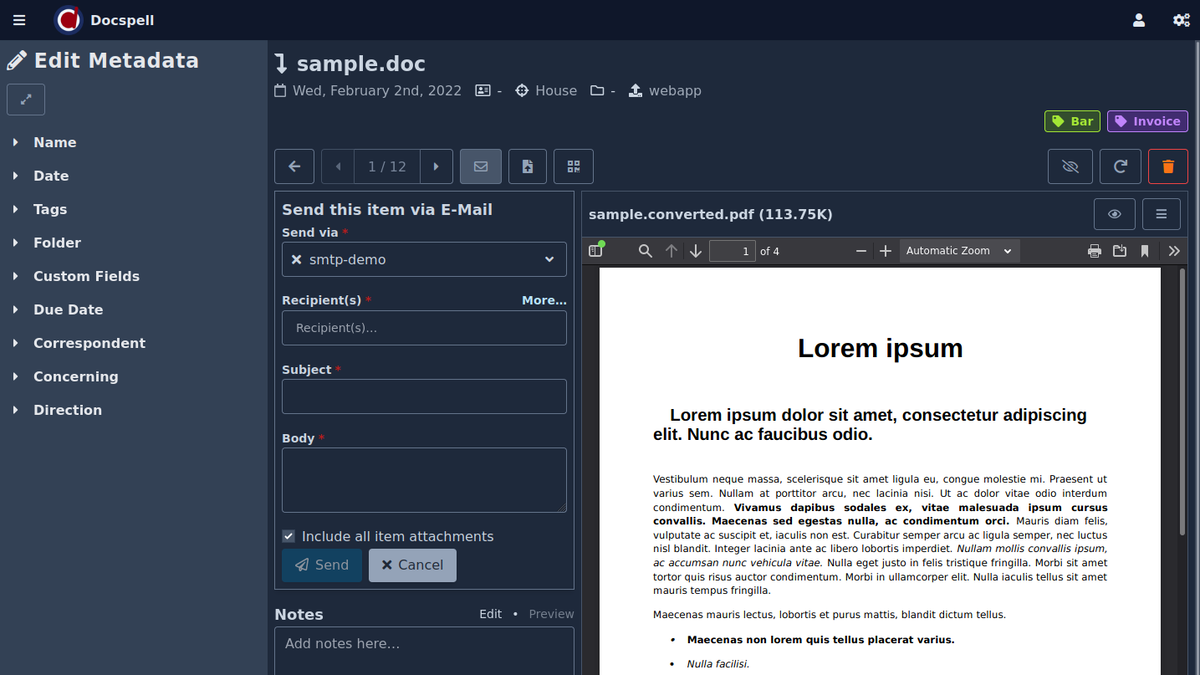 Docspell
Edit Metadata
Name
Date
Tags
Folder
Custom Fields
Due Date
Correspondent
Concerning
Direction
sample.doc
Wed, February 2nd, 2022 - House - webapp
Bar Invoice
1 / 12
Send this item via E-Mail
Send via *
smtp-demo
Recipient(s) * More...
Recipient(s)...
Subject *
Body *
Include all item attachments
Send Cancel
Notes Edit • Preview
Add notes here...
sample.converted.pdf (113.75K)
1 of 4 Automatic Zoom
Lorem ipsum
Lorem ipsum dolor sit amet, consectetur adipiscing
elit. Nunc ac faucibus odio.
Vestibulum neque massa, scelerisque sit amet ligula eu, congue molestie mi. Praesent ut
varius sem. Nullam at porttitor arcu, nec lacinia nisi. Ut ac dolor vitae odio interdum
condimentum. Vivamus dapibus sodales ex, vitae malesuada ipsum cursus
convallis. Maecenas sed egestas nulla, ac condimentum orci. Mauris diam felis,
vulputate ac suscipit et, iaculis non est. Curabitur semper arcu ac ligula semper, nec luctus
nisl blandit. Integer lacinia ante ac libero lobortis imperdiet. Nullam mollis convallis ipsum,
ac accumsan nunc vehicula vitae. Nulla eget justo in felis tristique fringilla. Morbi sit amet
tortor quis risus auctor condimentum. Morbi in ullamcorper elit. Nulla iaculis tellus sit amet
mauris tempus fringilla.
Maecenas mauris lectus, lobortis et purus mattis, blandit dictum tellus.
• Maecenas non lorem quis tellus placerat varius.
• Nulla facilisi.